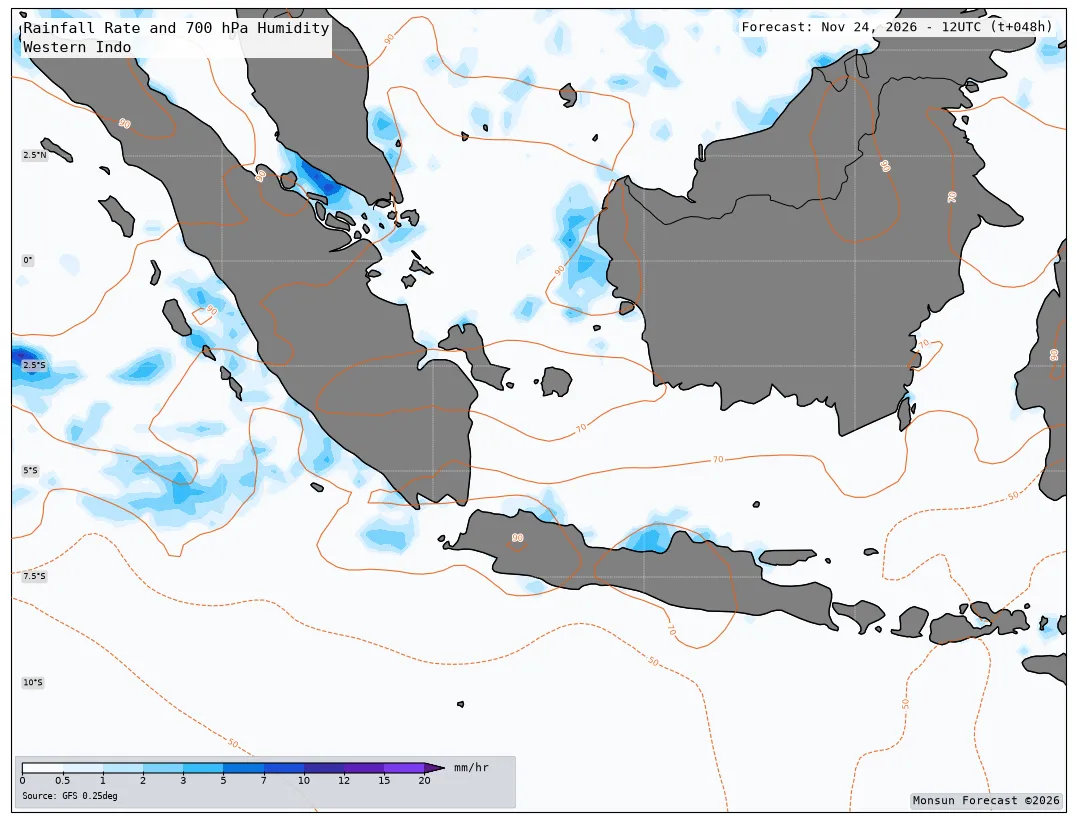 Rainfall Rate and 700 hPa Humidity
Western Indo
Forecast: Nov 24, 2026 - 12UTC (t+048h)
90
90
2.5°N
90
90
70
0°
90
90
70
90
2.5°S
70
5°S
70
50
90
7.5°S
70
50
10°S
50
50
mm/hr
0 0.5 1 2 3 5 7 10 12 15 20
Source: GFS 0.25deg
Monsun Forecast ©2026